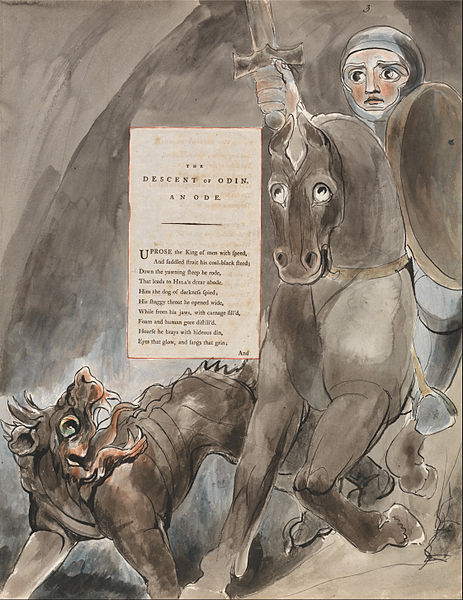 3
THE
DESCENT OF ODIN.
AN ODE.
UPROSE the King of men with speed,
And saddled strait his coal-black steed;
Down the yawning steep he rode,
That leads to HELA's drear abode.
Him the dog of darkness spied;
His shaggy throat he open'd wide,
While from his jaws, with carnage fill'd,
Foam and human gore distill'd:
Hoarse he brays with hideous din,
Eyes that glow, and fangs that grin;
And